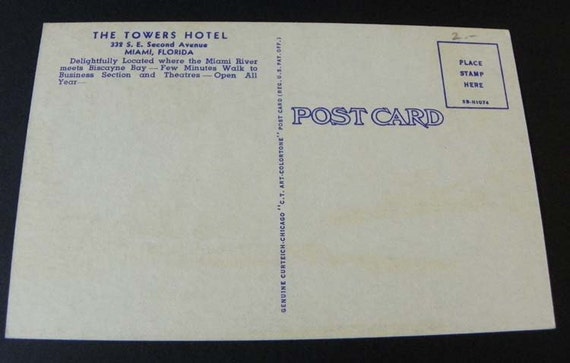 THE TOWERS HOTEL
332 S. E. Second Avenue
MIAMI, FLORIDA
Delightfully Located where the Miami River
meets Biscayne Bay — Few Minutes Walk to
Business Section and Theatres — Open All
Year—
GENUINE CURTEICH-CHICAGO "C.T. ART-COLORTONE" POST CARD (REG. U.S. PAT. OFF.)
POST CARD
2.-
PLACE
STAMP
HERE
5B-H1074